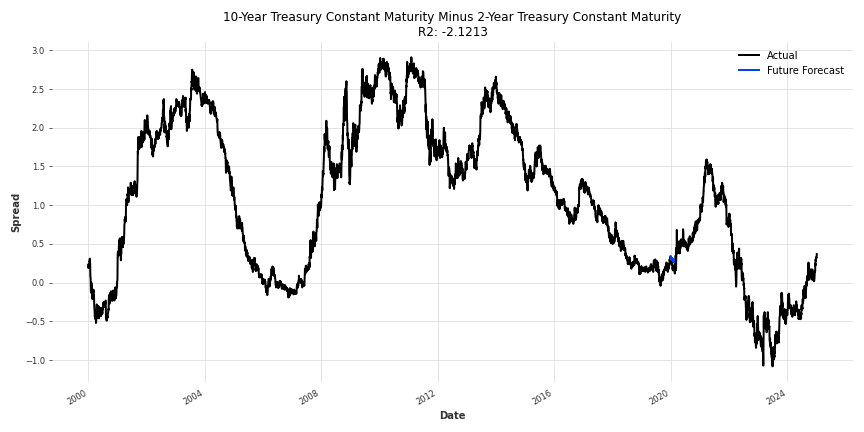 10-Year Treasury Constant Maturity Minus 2-Year Treasury Constant Maturity
R2: -2.1213
Actual
Future Forecast
Spread
3.0
2.5
2.0
1.5
1.0
0.5
0.0
−0.5
−1.0
2000
2004
2008
2012
2016
2020
2024
Date